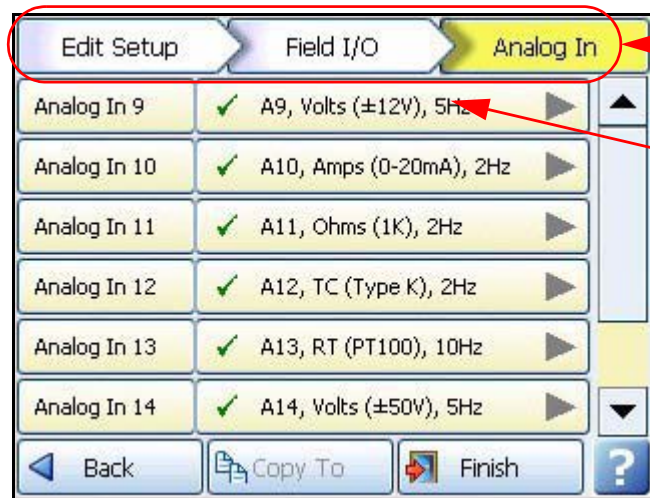 Edit Setup Field I/O Analog In
Analog In 9 A9, Volts (±12V), 5Hz
Analog In 10 A10, Amps (0-20mA), 2Hz
Analog In 11 A11, Ohms (1K), 2Hz
Analog In 12 A12, TC (Type K), 2Hz
Analog In 13 A13, RT (PT100), 10Hz
Analog In 14 A14, Volts (±50V), 5Hz
Back Copy To Finish ?